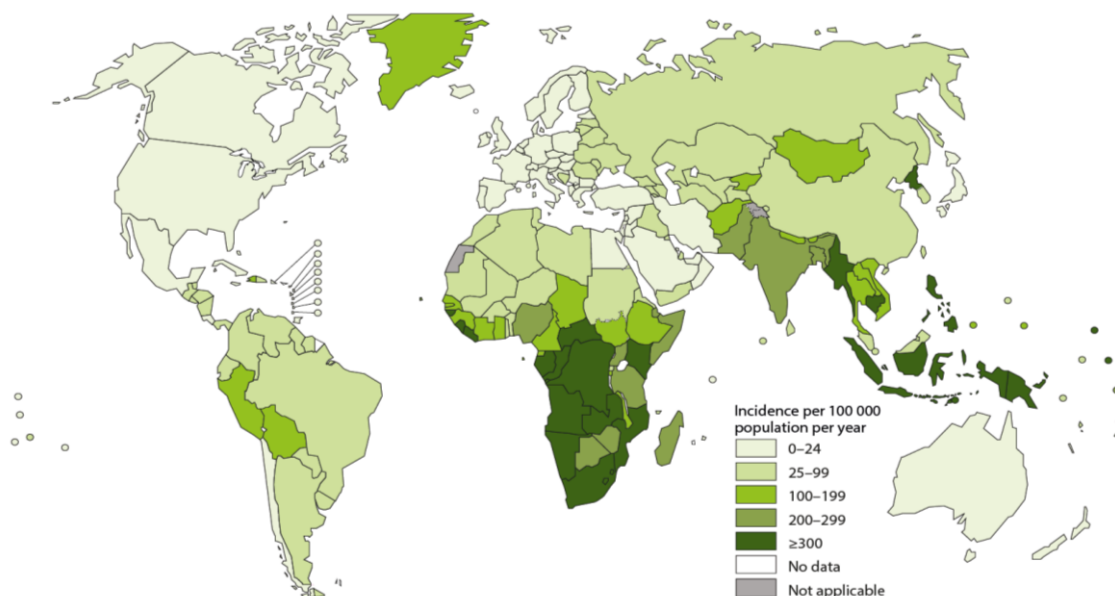 Incidence per 100 000
population per year
0–24
25–99
100–199
200–299
≥300
No data
Not applicable